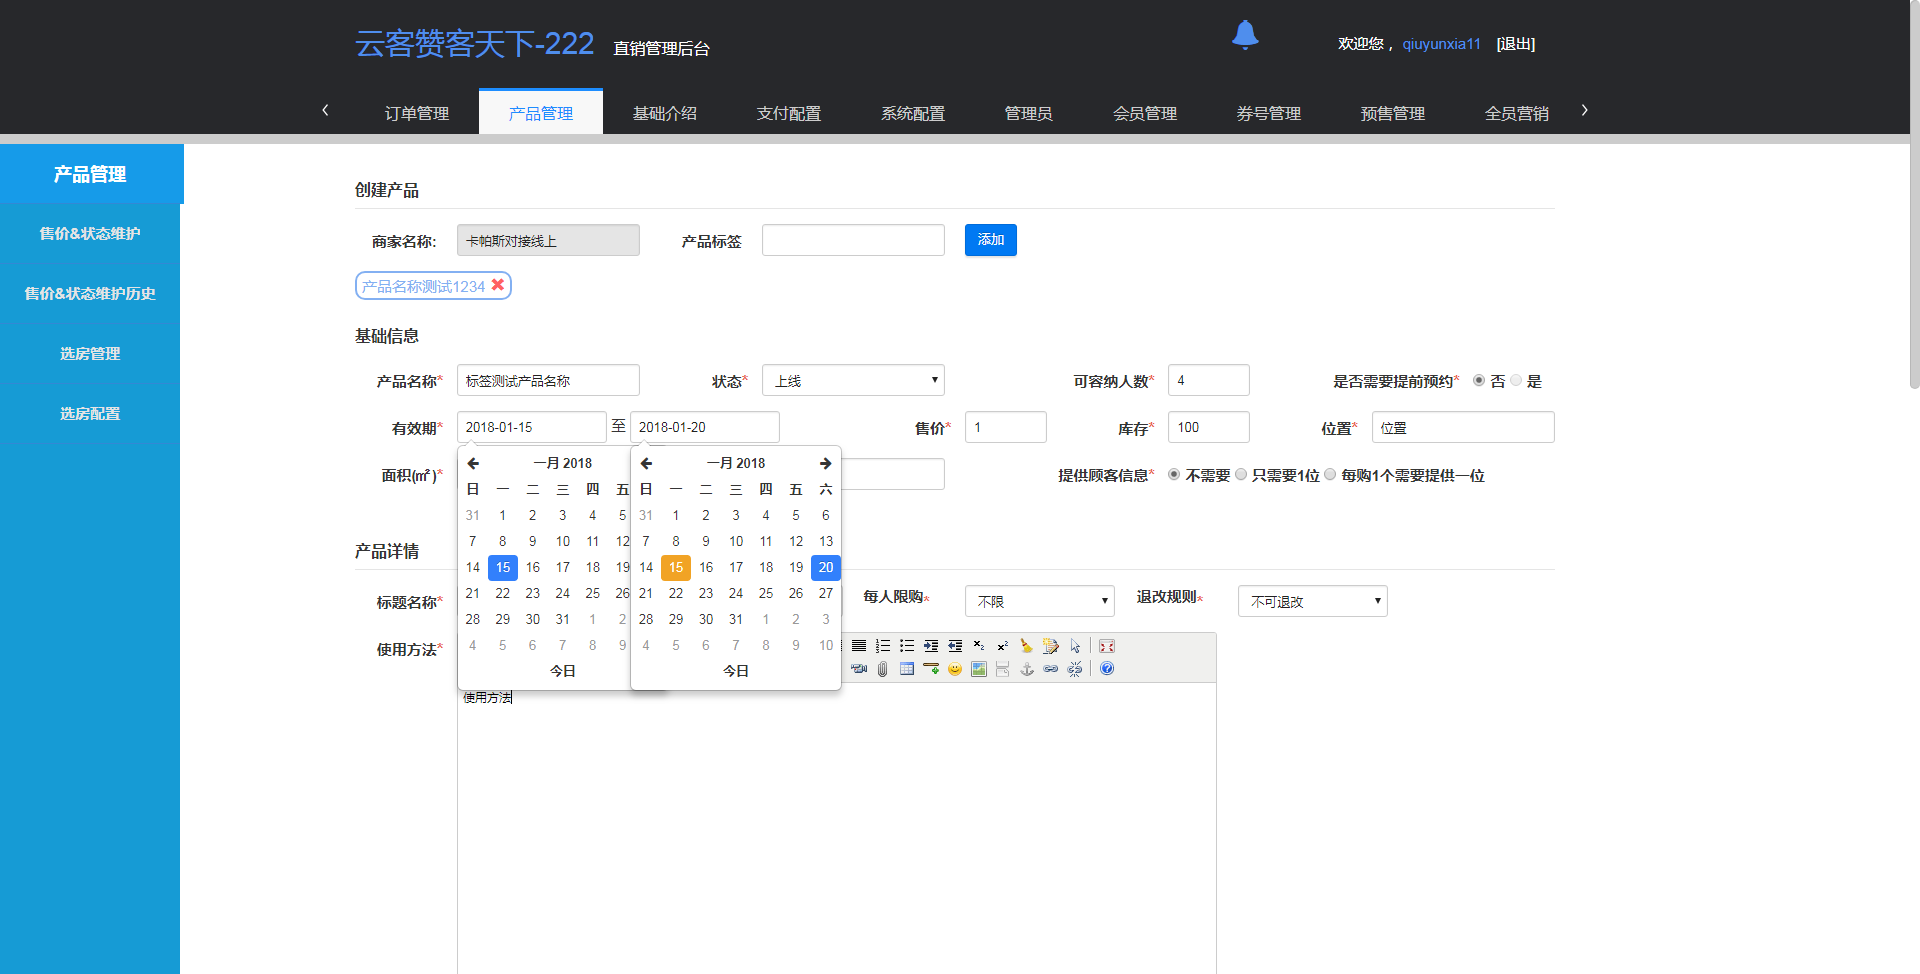 云客赞客天下-222 直销管理后台 欢迎您， qiuyunxia11 [退出]
订单管理 产品管理 基础介绍 支付配置 系统配置 管理员 会员管理 券号管理 预售管理 全员营销
产品管理
售价&状态维护
售价&状态维护历史
选房管理
选房配置
创建产品
商家名称: 卡帕斯对接线上 产品标签 添加
产品名称测试1234
基础信息
产品名称* 标签测试产品名称 状态* 上线 可容纳人数* 4 是否需要提前预约* 否 是
有效期* 2018-01-15 至 2018-01-20 售价* 1 库存* 100 位置* 位置
面积(㎡)* 提供顾客信息* 不需要 只需要1位 每购1个需要提供一位
一月 2018
日 一 二 三 四 五
31 1 2 3 4 5
7 8 9 10 11 12
14 15 16 17 18 19
21 22 23 24 25 26
28 29 30 31 1 2
4 5 6 7 8 9
今日
一月 2018
日 一 二 三 四 五 六
31 1 2 3 4 5 6
7 8 9 10 11 12 13
14 15 16 17 18 19 20
21 22 23 24 25 26 27
28 29 30 31 1 2 3
4 5 6 7 8 9 10
今日
产品详情
标题名称* 每人限购* 不限 退改规则* 不可退改
使用方法*
使用方法